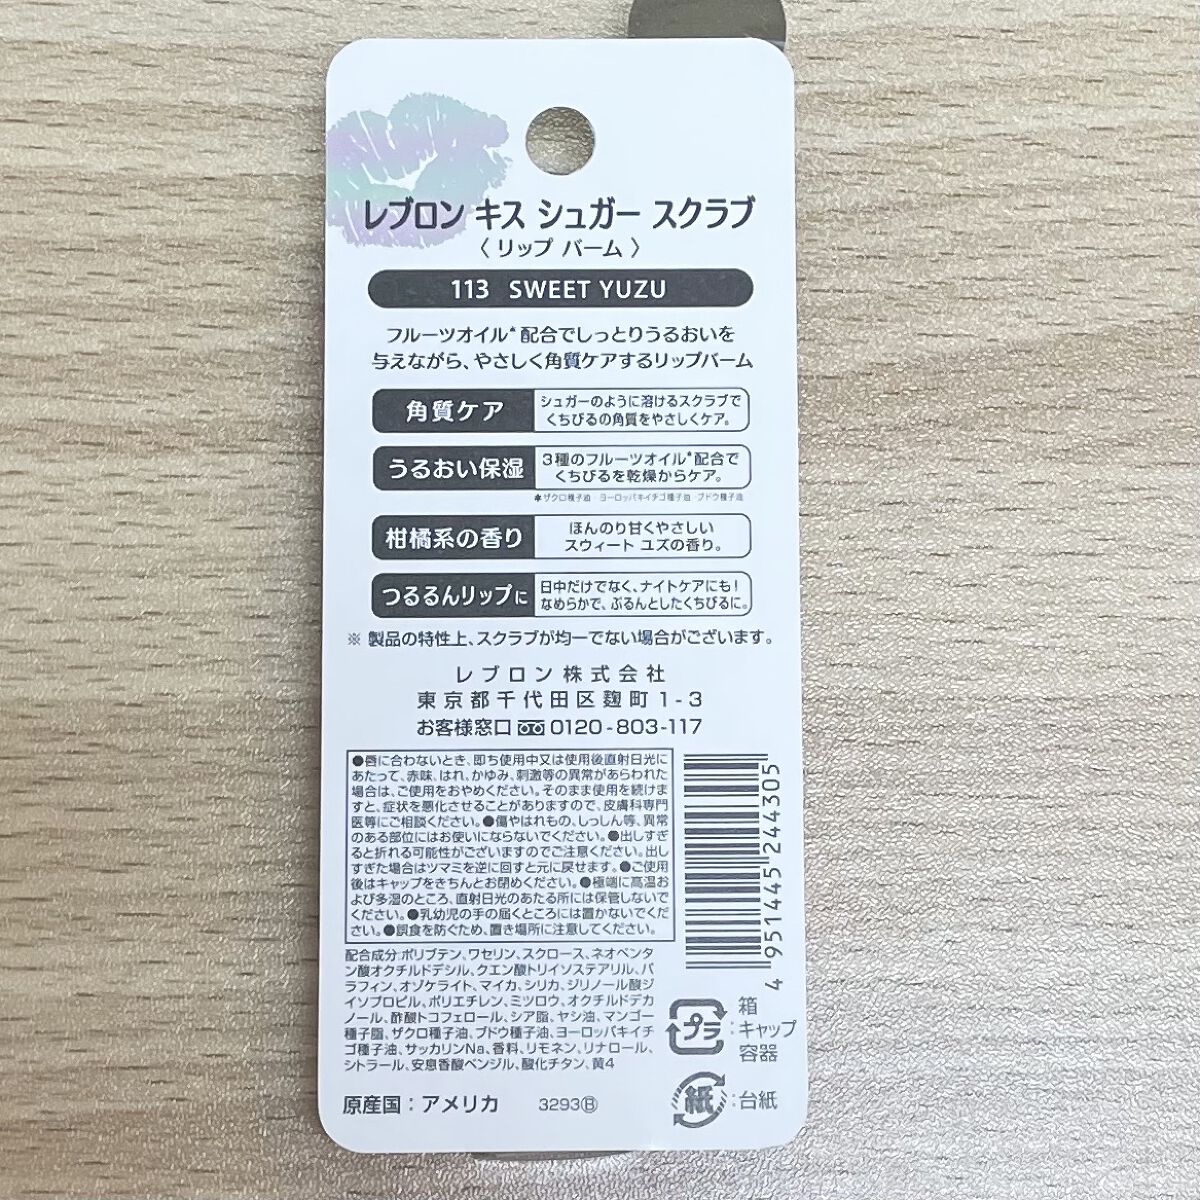 レブロン キス シュガー スクラブ
〈 リップ バーム 〉
113 SWEET YUZU
フルーツオイル*配合でしっとりうるおいを
与えながら、やさしく角質ケアするリップバーム
角質ケア
シュガーのように溶けるスクラブで
くちびるの角質をやさしくケア。
うるおい保湿
3種のフルーツオイル*配合で
くちびるを乾燥からケア。
*ザクロ種子油・ヨーロッパキイチゴ種子油・ブドウ種子油
柑橘系の香り
ほんのり甘くやさしい
スウィート ユズの香り。
つるるんリップに
日中だけでなく、ナイトケアにも!
なめらかで、ぷるんとしたくちびるに。
※ 製品の特性上、スクラブが均一でない場合がございます。
レブロン株式会社
東京都千代田区麹町1-3
お客様窓口 0120-803-117
●唇に合わないとき、即ち使用中又は使用後直射日光に
あたって、赤味、はれ、かゆみ、刺激等の異常があらわれた
場合は、ご使用をおやめください。そのまま使用を続けま
すと、症状を悪化させることがありますので、皮膚科専門
医等にご相談ください。●傷やはれもの、しっしん等、異常
のある部位にはお使いにならないでください。●出しすぎ
ると折れる可能性がございますのでご注意ください。出し
すぎた場合はツマミを逆に回すと元に戻せます。●ご使用
後はキャップをきちんとお閉めください。●極端に高温お
よび多湿のところ、直射日光のあたる所には保管しないで
ください。●乳幼児の手の届くところには置かないでくだ
さい。●誤食を防ぐため、置き場所に注意してください。
4951445244305
配合成分:ポリブテン、ワセリン、スクロース、ネオペンタ
ン酸オクチルドデシル、クエン酸トリイソステアリル、パ
ラフィン、オゾケライト、マイカ、シリカ、ジリノール酸ジ
イソプロピル、ポリエチレン、ミツロウ、オクチルドデカ
ノール、酢酸トコフェロール、シア脂、ヤシ油、マンゴー
種子脂、ザクロ種子油、ブドウ種子油、ヨーロッパキイチ
ゴ種子油、サッカリンNa、香料、リモネン、リナロール、
シトラール、安息香酸ベンジル、酸化チタン、黄4
プラ
箱
:キャップ
容器
紙:台紙
原産国:アメリカ 3293Ⓑ